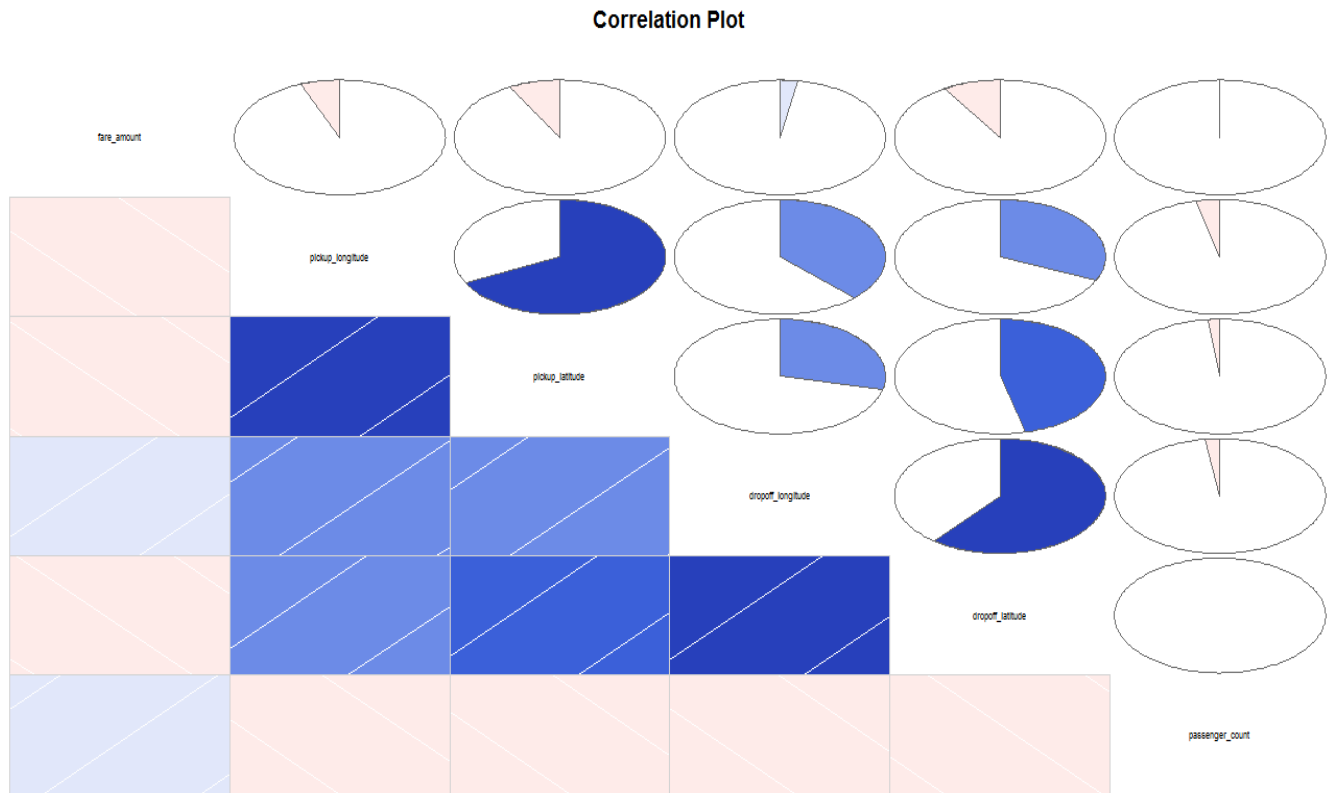 Correlation Plot
fare_amount
pickup_longitude
pickup_latitude
dropoff_longitude
dropoff_latitude
passenger_count